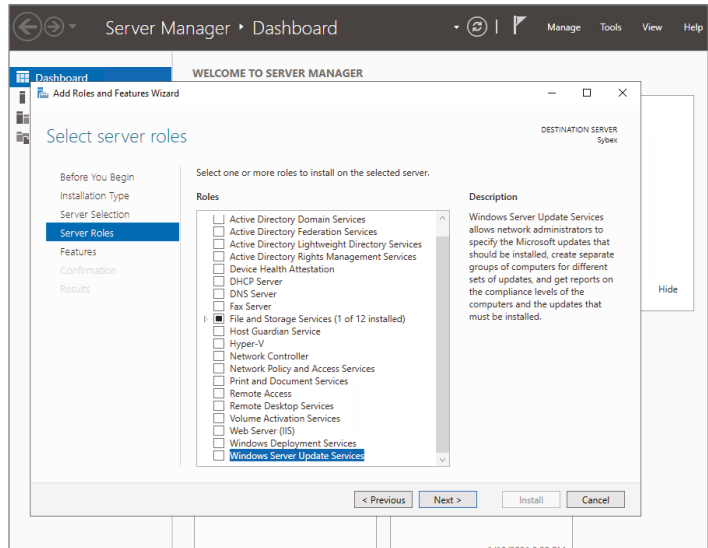 Server Manager ‣ Dashboard
Manage Tools View Help
WELCOME TO SERVER MANAGER
Dashboard
Add Roles and Features Wizard
Select server roles
DESTINATION SERVER
Sybex
Before You Begin
Installation Type
Server Selection
Server Roles
Features
Confirmation
Results
Select one or more roles to install on the selected server.
Roles
Active Directory Domain Services
Active Directory Federation Services
Active Directory Lightweight Directory Services
Active Directory Rights Management Services
Device Health Attestation
DHCP Server
DNS Server
Fax Server
File and Storage Services (1 of 12 installed)
Host Guardian Service
Hyper-V
Network Controller
Network Policy and Access Services
Print and Document Services
Remote Access
Remote Desktop Services
Volume Activation Services
Web Server (IIS)
Windows Deployment Services
Windows Server Update Services
Description
Windows Server Update Services
allows network administrators to
specify the Microsoft updates that
should be installed, create separate
groups of computers for different
sets of updates, and get reports on
the compliance levels of the
computers and the updates that
must be installed.
Hide
< Previous
Next >
Install
Cancel